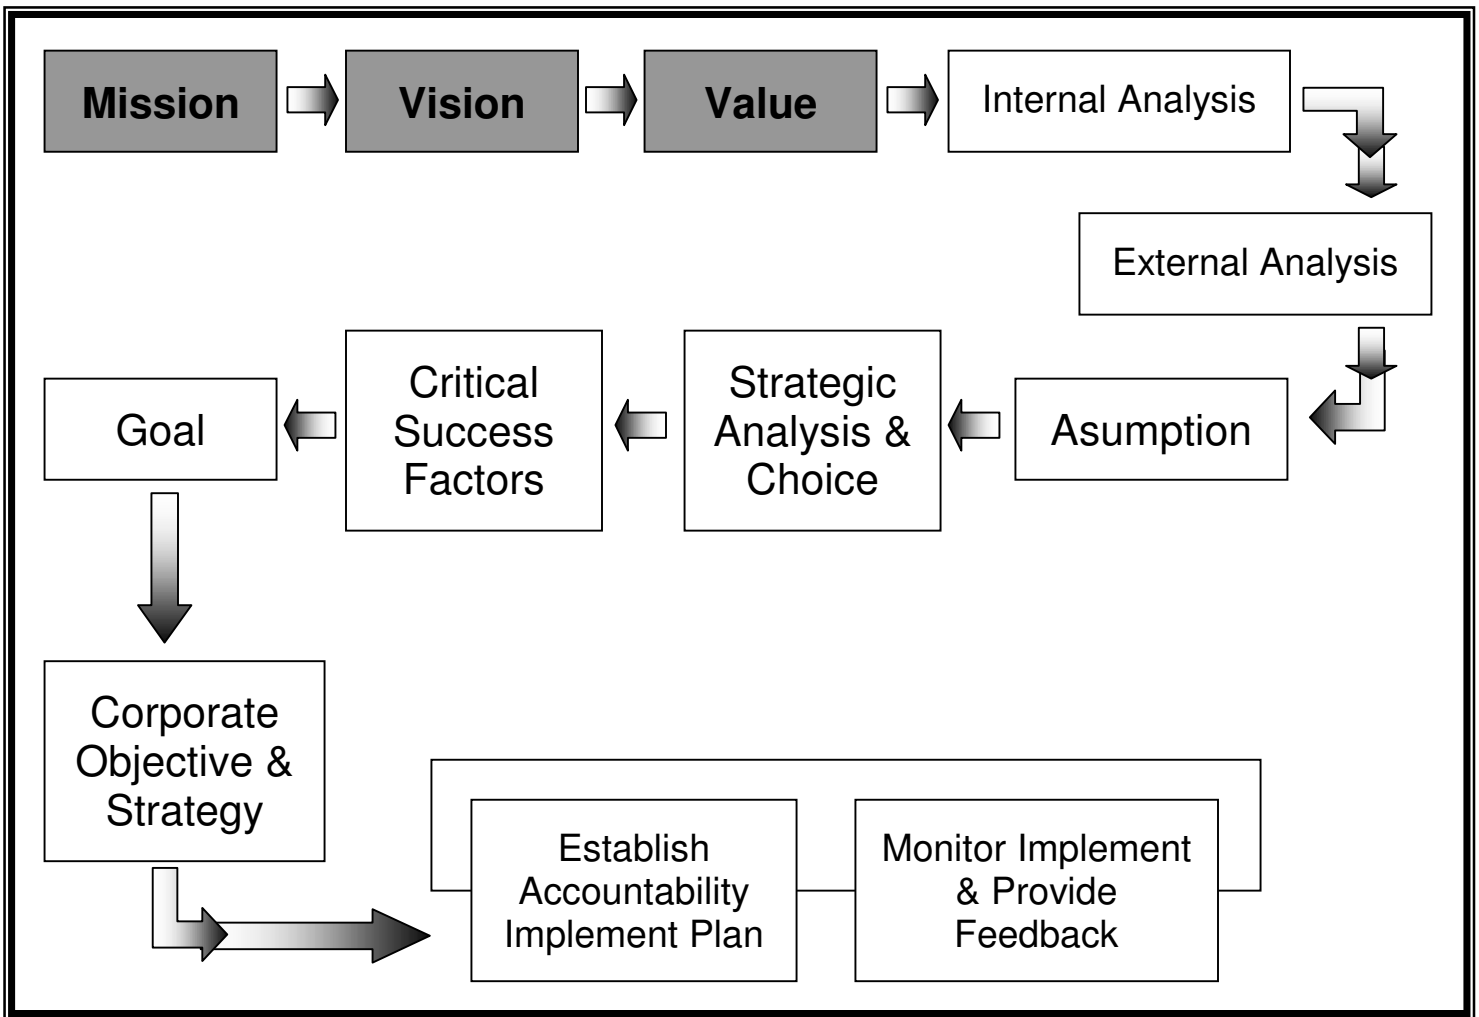 Mission
Vision
Value
Internal Analysis
External Analysis
Asumption
Strategic
Analysis &
Choice
Critical
Success
Factors
Goal
Corporate
Objective &
Strategy
Establish
Accountability
Implement Plan
Monitor Implement
& Provide
Feedback